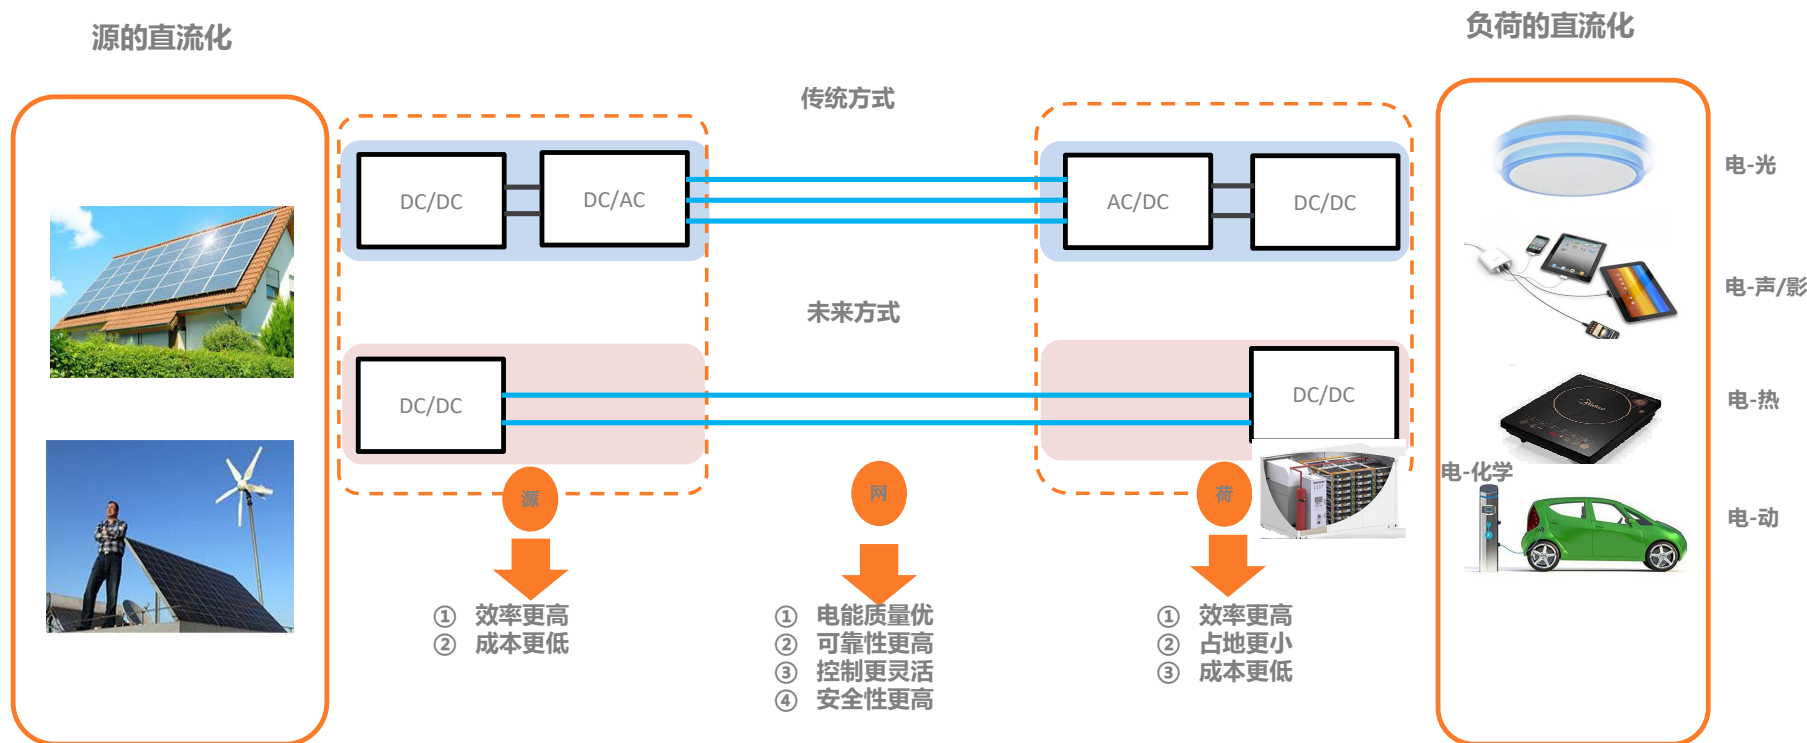 源的直流化
负荷的直流化
传统方式
DC/DC
DC/AC
AC/DC
DC/DC
未来方式
DC/DC
DC/DC
电-光
电-声/影
电-热
电-化学
电-动
源
网
荷
① 效率更高
② 成本更低
① 电能质量优
② 可靠性更高
③ 控制更灵活
④ 安全性更高
① 效率更高
② 占地更小
③ 成本更低